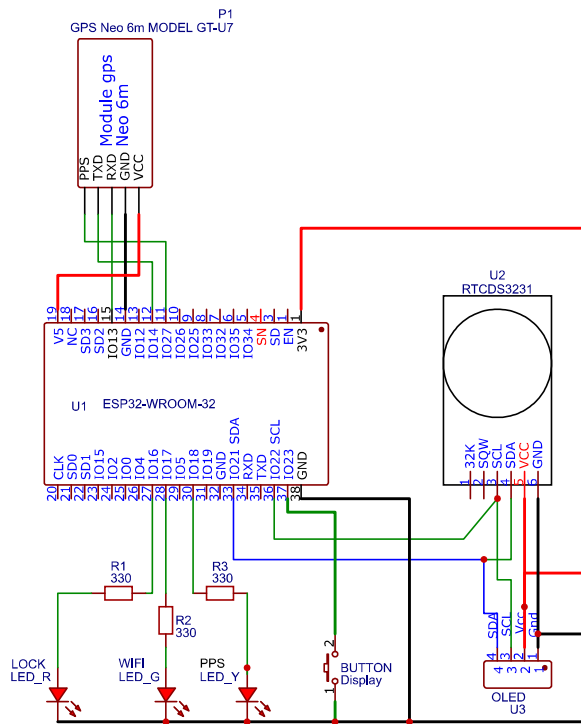 P1
GPS Neo 6m MODEL GT-U7
Module gps
Neo 6m
PPS
TXD
RXD
GND
VCC
19
18
17
16
15
14
13
12
11
10
9
8
7
6
5
4
3
2
1
V5
NC
SD3
SD2
IO13
GND
IO12
IO14
IO27
IO26
IO25
IO33
IO32
IO35
IO34
SN
SD
EN
3V3
U1
ESP32-WROOM-32
CLK
SD0
SD1
IO15
IO2
IO0
IO4
IO16
IO17
IO5
IO18
IO19
GND
IO21 SDA
RXD
TXD
IO22 SCL
IO23
GND
20
21
22
23
24
25
26
27
28
29
30
31
32
33
34
35
36
37
38
U2
RTCDS3231
32K
SQW
SCL
SDA
VCC
GND
1
2
3
4
5
6
R1
330
R2
330
R3
330
LOCK
LED_R
WIFI
LED_G
PPS
LED_Y
2
1
BUTTON
Display
SDA
SCL
Vcc
Gnd
4
3
2
1
4
3
2
1
OLED
U3